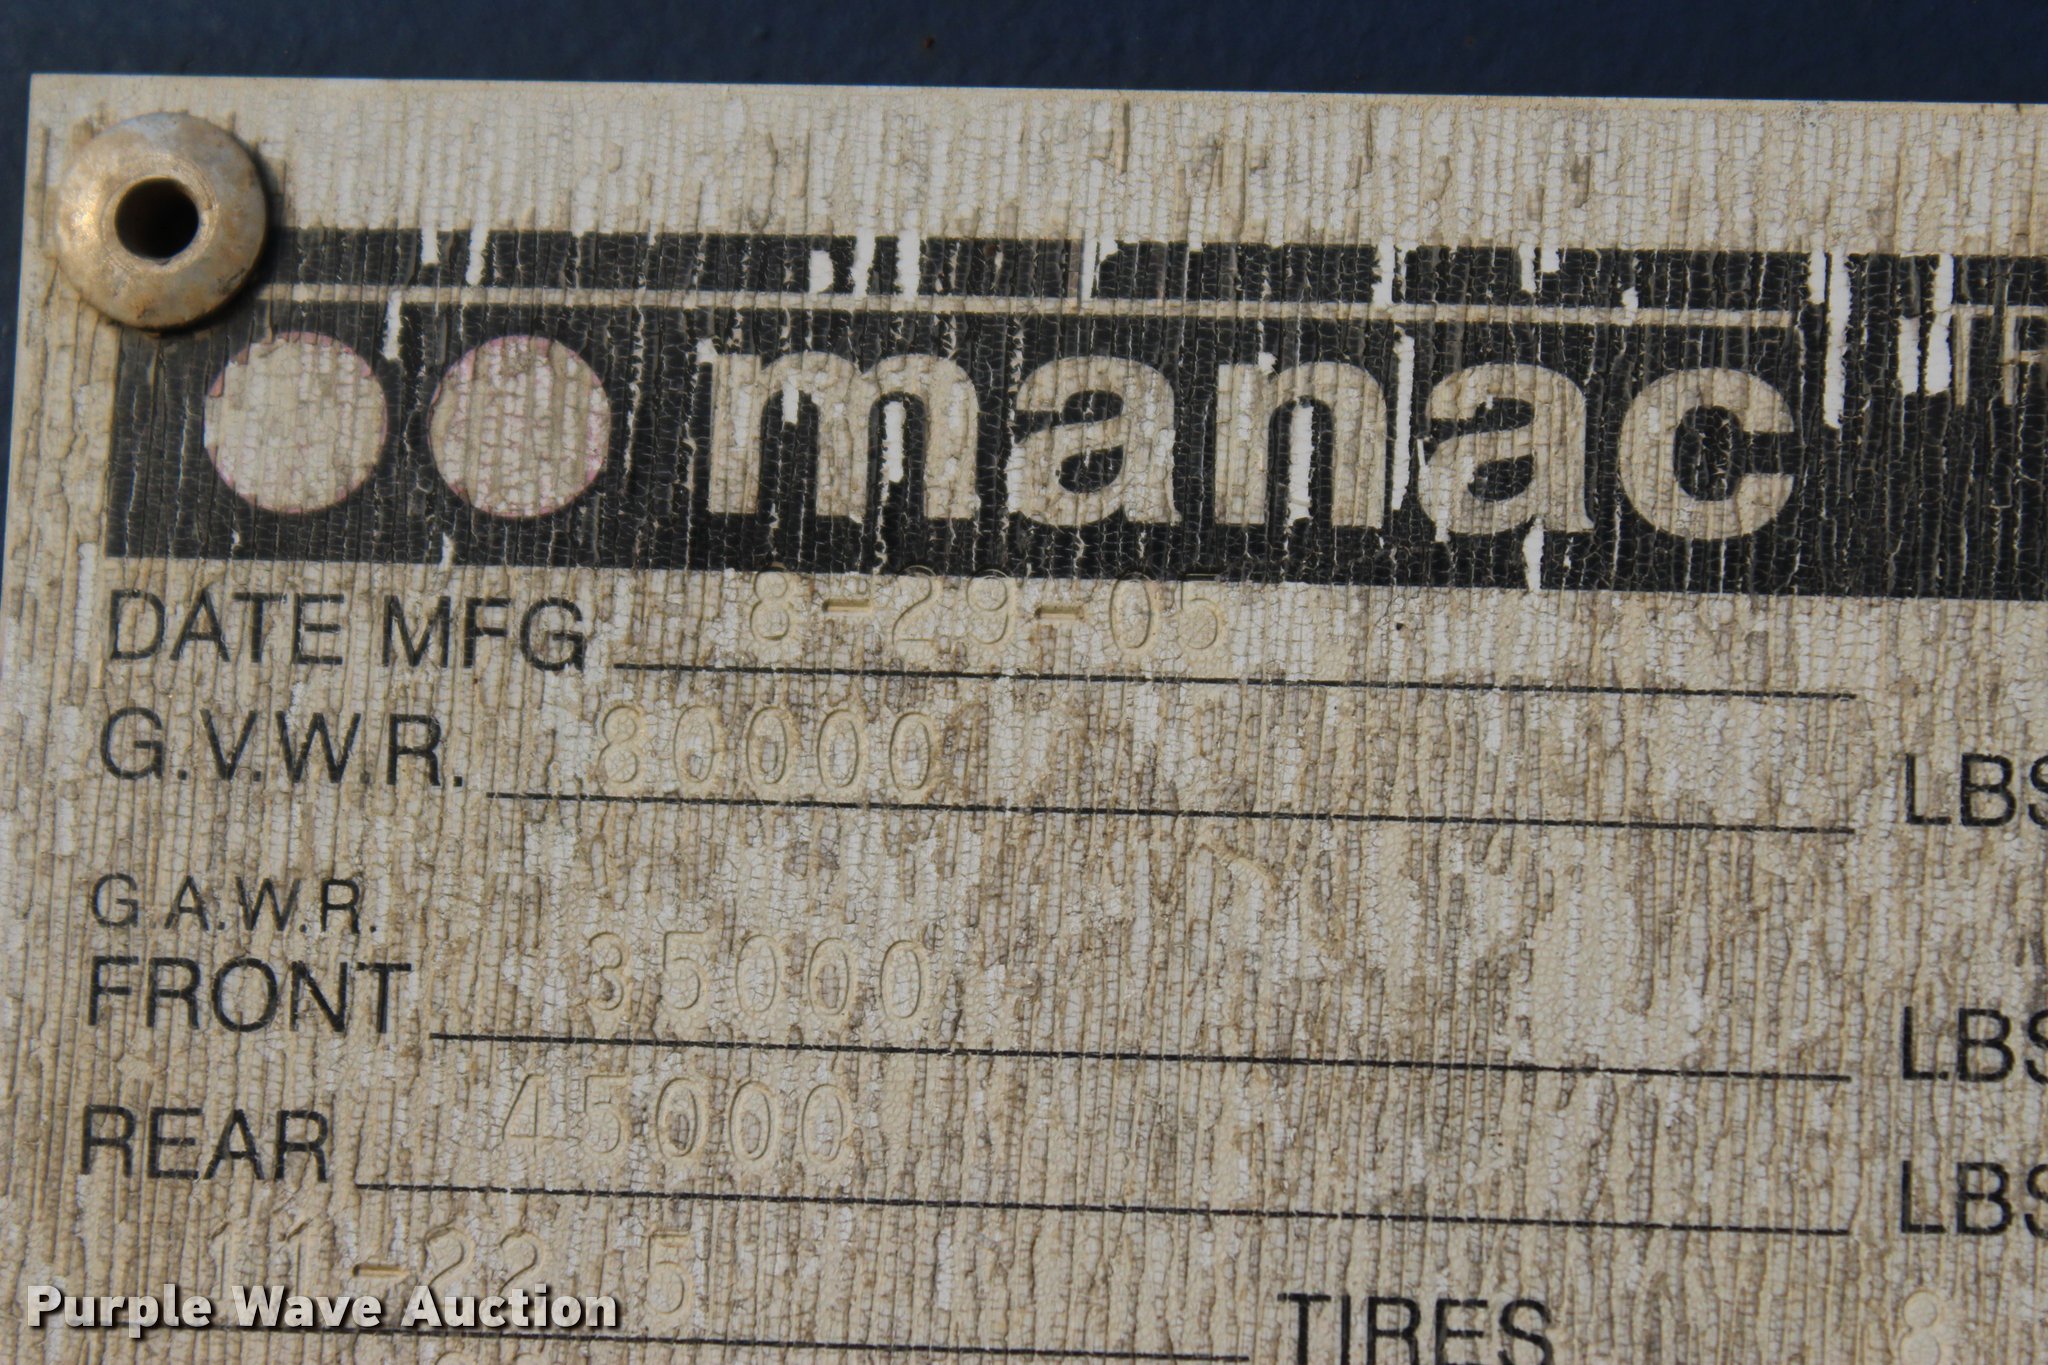 manac
DATE MFG 8-29-05
G.V.W.R. 80000 LBS
G.A.W.R.
FRONT 35000 LBS
REAR 45000 LBS
11-22.5 TIRES 8
Purple Wave Auction